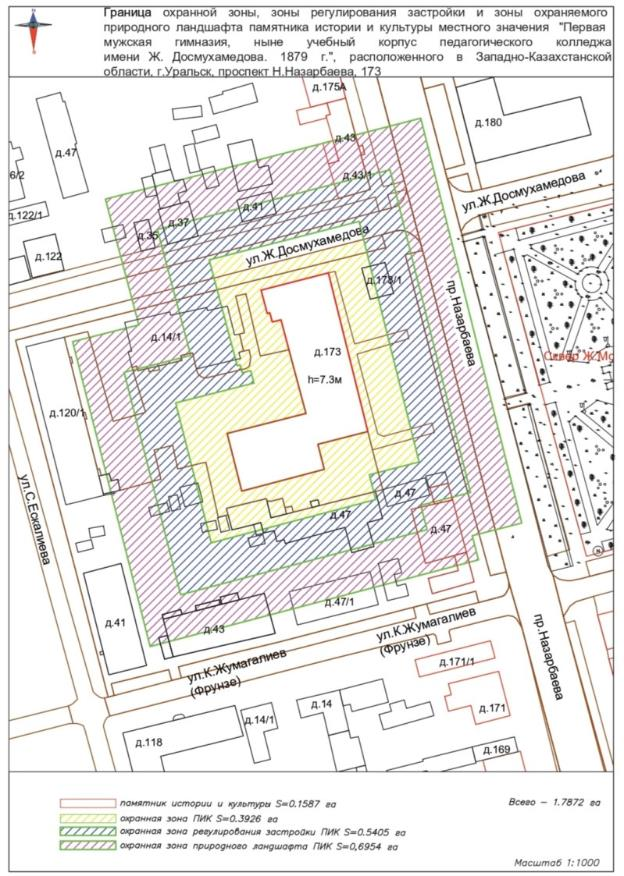 Граница охранной зоны, зоны регулирования застройки и зоны охраняемого
природного ландшафта памятника истории и культуры местного значения "Первая
мужская гимназия, ныне учебный корпус педагогического колледжа
имени Ж. Досмухамедова. 1879 г.", расположенного в Западно-Казахстанской
области, г.Уральск, проспект Н.Назарбаева, 173
д.175А
д.180
д.43
д.47
6/2
д.43/1
ул.Ж.Досмухамедова
д.122/1
д.41
д.37
д.35
д.122
ул.Ж.Досмухамедова
д.173/1
пр.Назарбаева
д.14/1
д.173
h=7.3м
Сквер Ж.Мо
д.120/1
ул.С.Ескалиева
д.47
д.47
д.47
д.41
д.43
д.47/1
ул.К.Жумагалиев
(Фрунзе)
пр.Назарбаева
ул.К.Жумагалиев
(Фрунзе)
д.171/1
д.14
д.14/1
д.171
д.118
д.169
памятник истории и культуры S=0.1587 га
Всего – 1.7872 га
охранная зона ПИК S=0.3926 га
охранная зона регулирования застройки ПИК S=0.5405 га
охранная зона природного ландшафта ПИК S=0,6954 га
Масштаб 1:1000